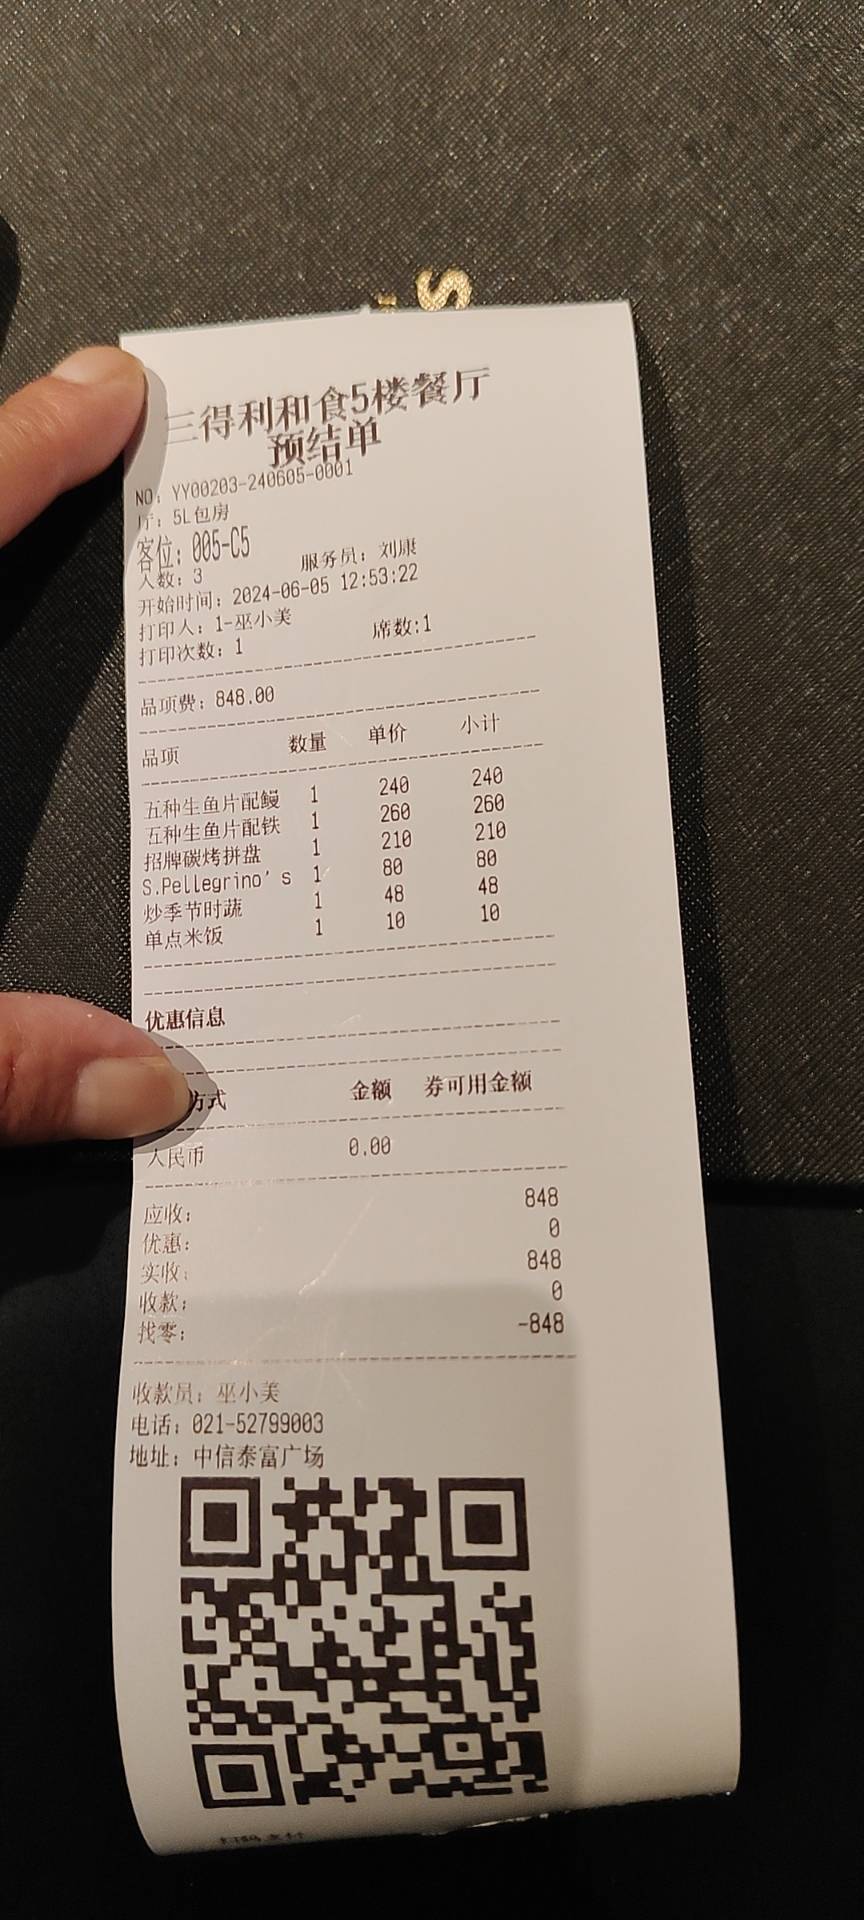 S
三得利和食5楼餐厅
预结单
NO: YY00203-240605-0001
厅: 5L包房
客位: 005-C5
人数: 3 服务员: 刘康
开始时间: 2024-06-05 12:53:22
打印人: 1-巫小美
打印次数: 1 席数:1
品项费: 848.00
品项 数量 单价 小计
五种生鱼片配鳗 1 240 240
五种生鱼片配铁 1 260 260
招牌碳烤拼盘 1 210 210
S.Pellegrino's 1 80 80
炒季节时蔬 1 48 48
单点米饭 1 10 10
优惠信息
方式 金额 券可用金额
人民币 0.00
应收: 848
优惠: 0
实收: 848
收款: 0
找零: -848
收款员: 巫小美
电话: 021-52799003
地址: 中信泰富广场